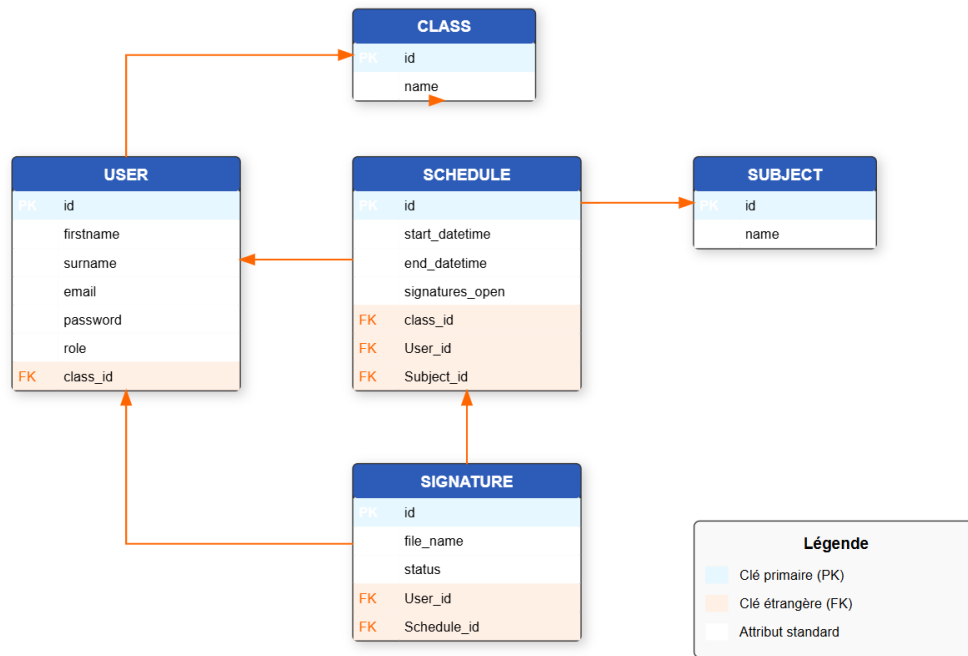 CLASS
PK id
name
USER
PK id
firstname
surname
email
password
role
FK class_id
SCHEDULE
PK id
start_datetime
end_datetime
signatures_open
FK class_id
FK User_id
FK Subject_id
SUBJECT
PK id
name
SIGNATURE
PK id
file_name
status
FK User_id
FK Schedule_id
Légende
Clé primaire (PK)
Clé étrangère (FK)
Attribut standard